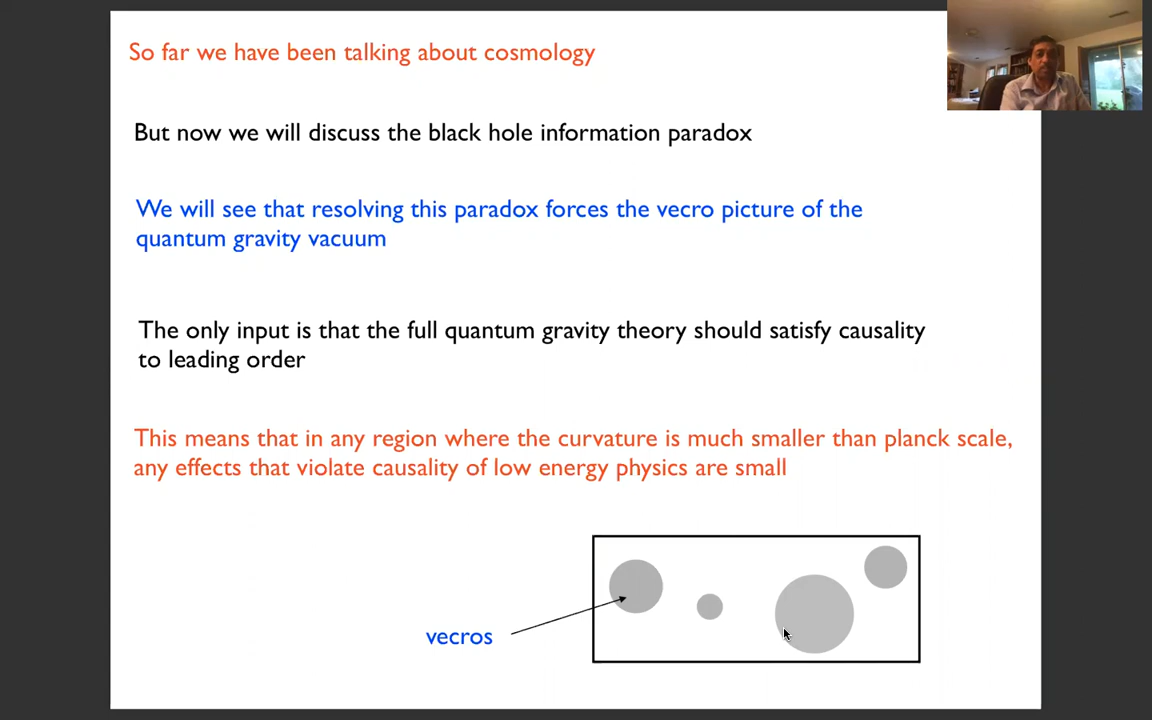 So far we have been talking about cosmology
But now we will discuss the black hole information paradox
We will see that resolving this paradox forces the vecro picture of the
quantum gravity vacuum
The only input is that the full quantum gravity theory should satisfy causality
to leading order
This means that in any region where the curvature is much smaller than planck scale,
any effects that violate causality of low energy physics are small
vecros